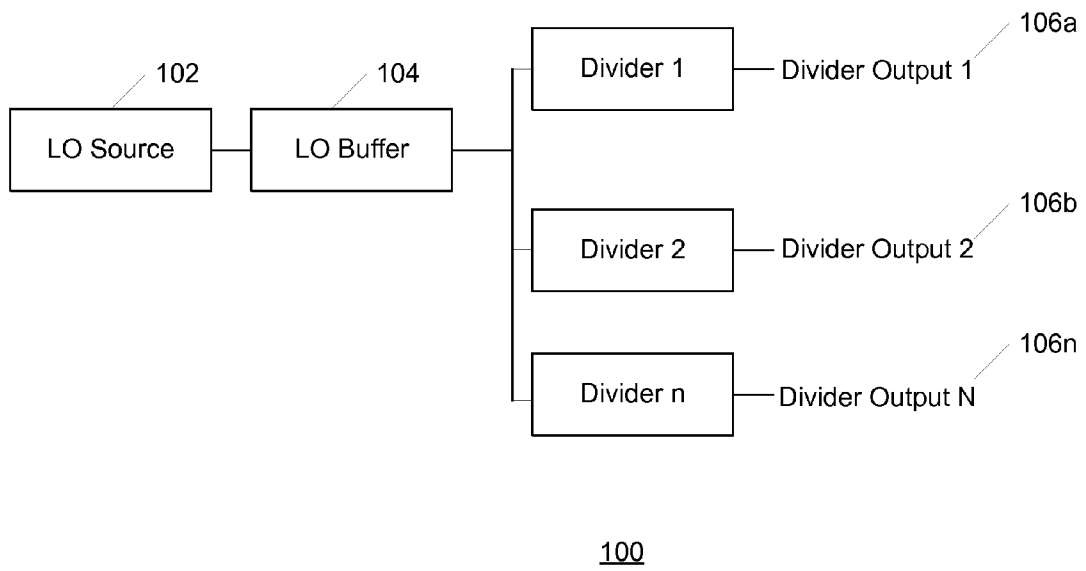 106a
Divider 1
Divider Output 1
102
104
LO Source
LO Buffer
106b
Divider 2
Divider Output 2
106n
Divider n
Divider Output N
100